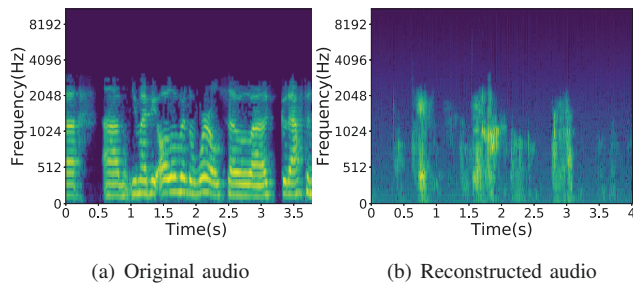 8192
4096
2048
1024
512
0
Frequency(Hz)
0 0.5 1 1.5 2 2.5 3 3.5
Time(s)
(a) Original audio
8192
4096
2048
1024
512
0
Frequency(Hz)
0 0.5 1 1.5 2 2.5 3 3.5 4
Time(s)
(b) Reconstructed audio